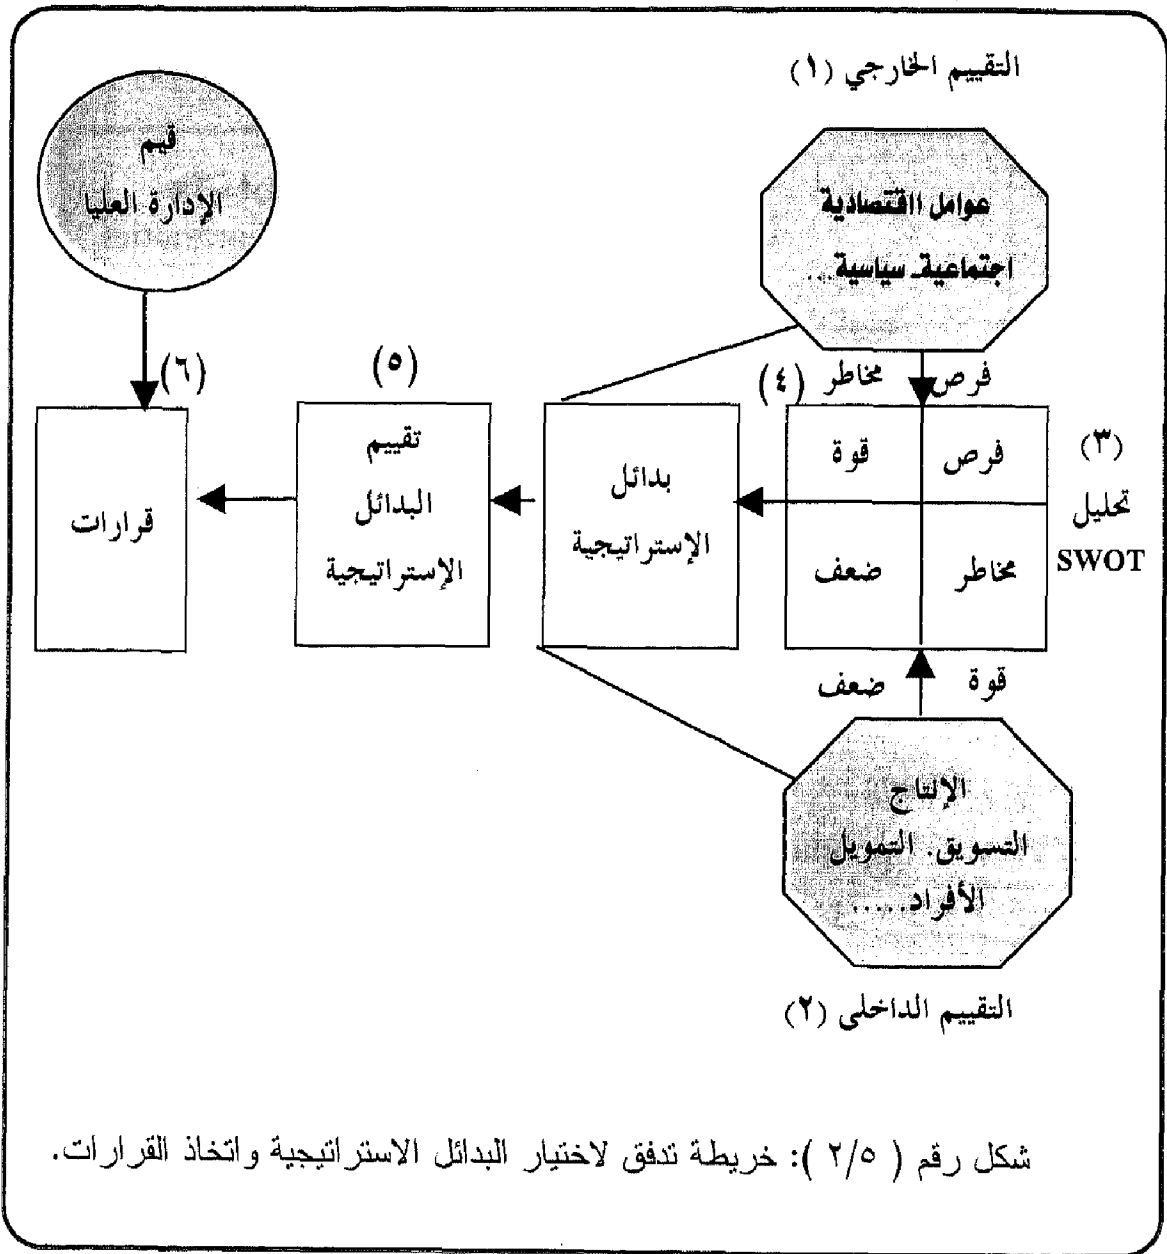 التقييم الخارجي (١)
عوامل ااقتصادية
اجتماعية- سياسية...
قيم
الإدارة العليا
فرص
مخاطر
(٣)
تحليل
SWOT
فرص
قوة
مخاطر
ضعف
(٤)
بدائل
الإستراتيجية
(٥)
تقييم
البدائل
الإستراتيجية
(٦)
قرارات
قوة
ضعف
الإنتاج
التسويق. التمويل
الأفراد.....
التقييم الداخلى (٢)
شكل رقم ( ٢/٥ ): خريطة تدفق لاختيار البدائل الاستراتيجية واتخاذ القرارات.